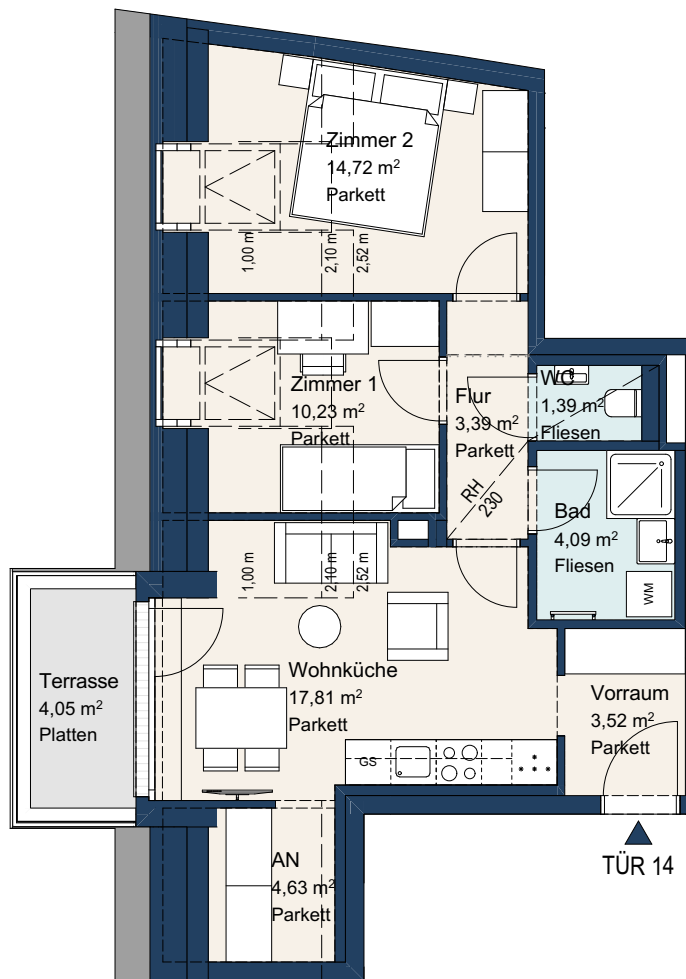 Zimmer 2
14,72 m²
Parkett
1,00 m
2,10 m
2,52 m
Zimmer 1
10,23 m²
Parkett
Flur
3,39 m²
Parkett
RH
230
WC
1,39 m²
Fliesen
Bad
4,09 m²
Fliesen
WM
1,00 m
2,10 m
2,52 m
Wohnküche
17,81 m²
Parkett
GS
Terrasse
4,05 m²
Platten
Vorraum
3,52 m²
Parkett
AN
4,63 m²
Parkett
TÜR 14